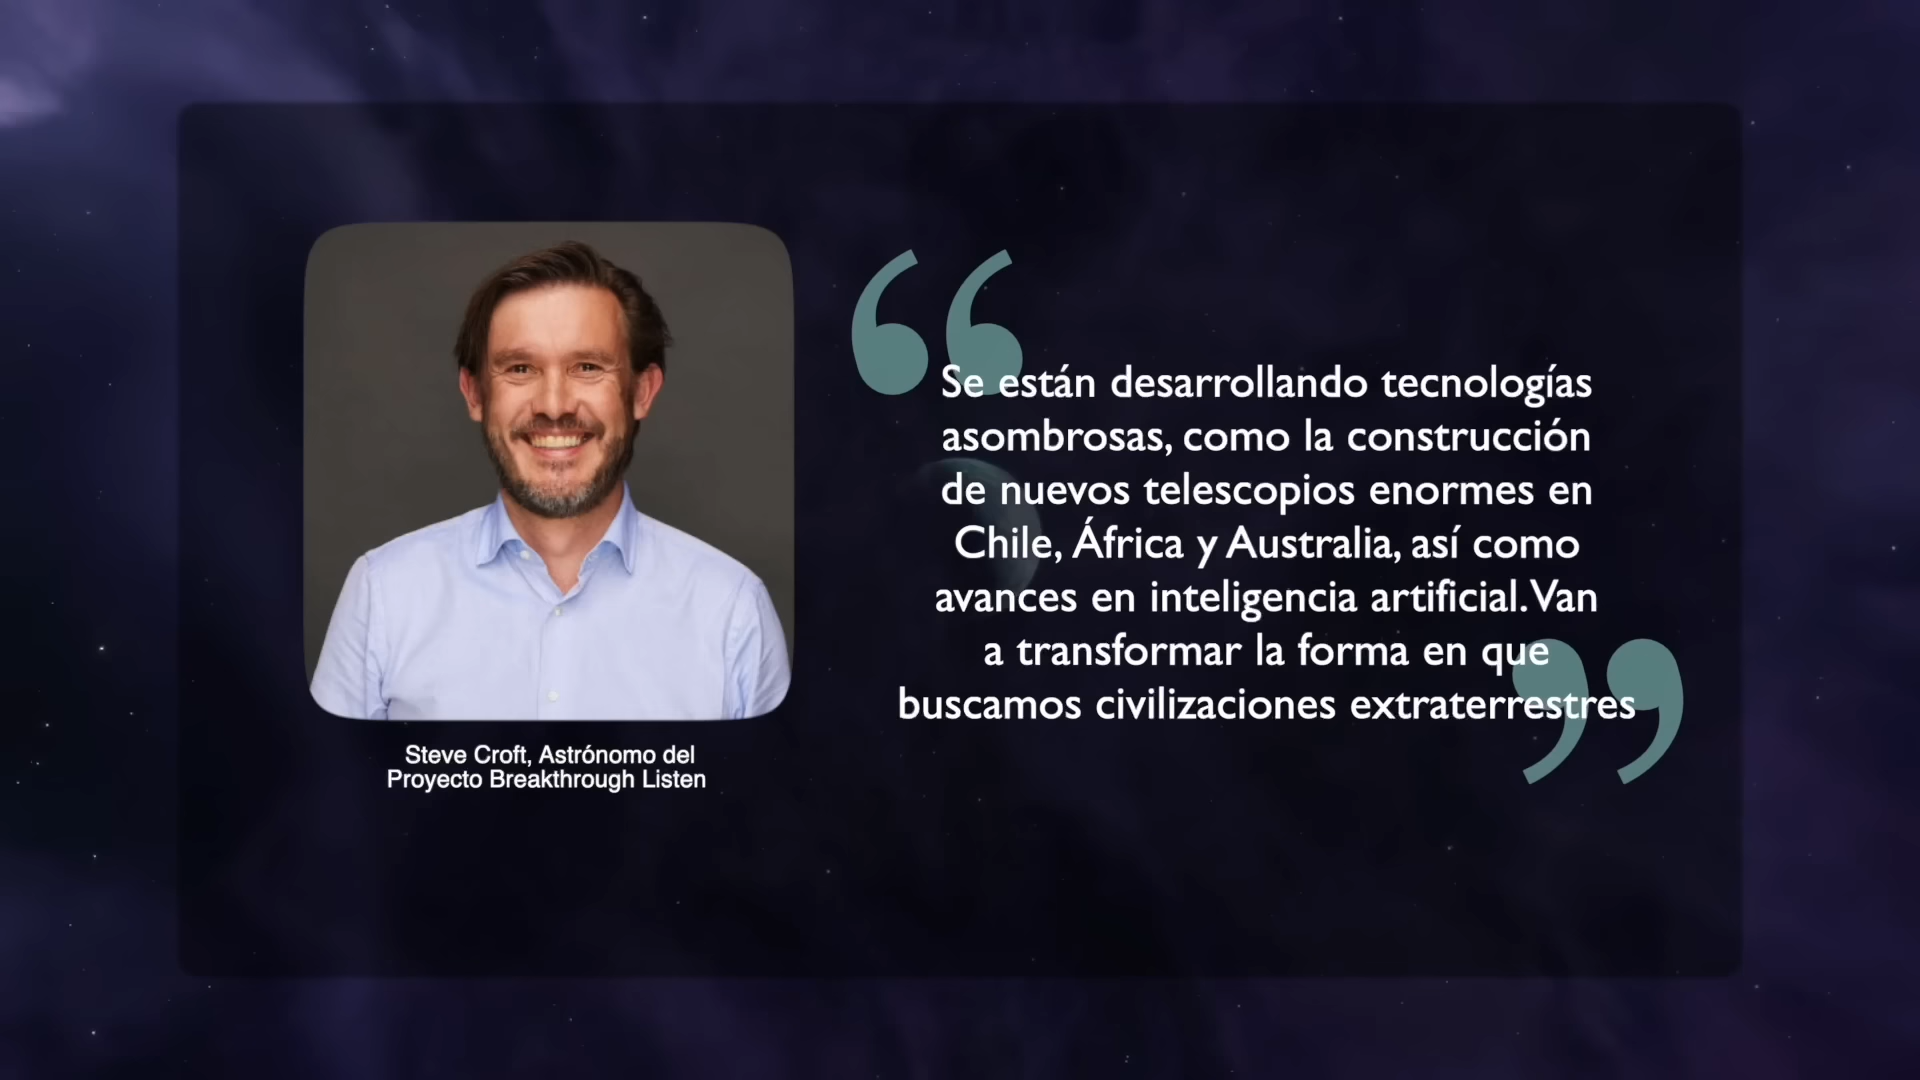 Se están desarrollando tecnologías
asombrosas, como la construcción
de nuevos telescopios enormes en
Chile, África y Australia, así como
avances en inteligencia artificial. Van
a transformar la forma en que
buscamos civilizaciones extraterrestres
Steve Croft, Astrónomo del
Proyecto Breakthrough Listen